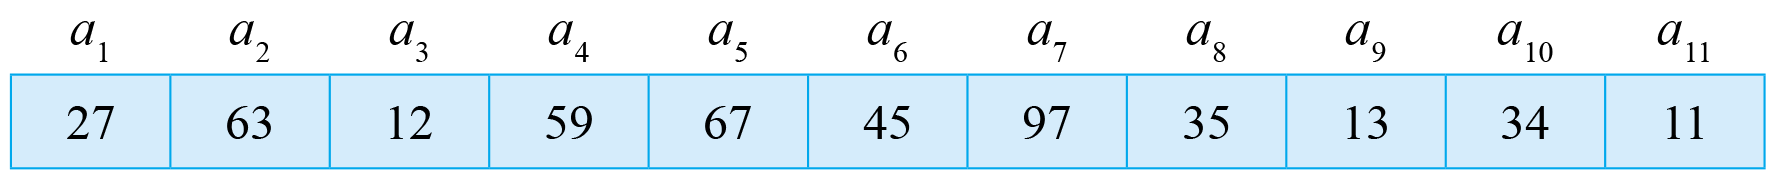 a₁ a₂ a₃ a₄ a₅ a₆ a₇ a₈ a₉ a₁₀ a₁₁
27 63 12 59 67 45 97 35 13 34 11